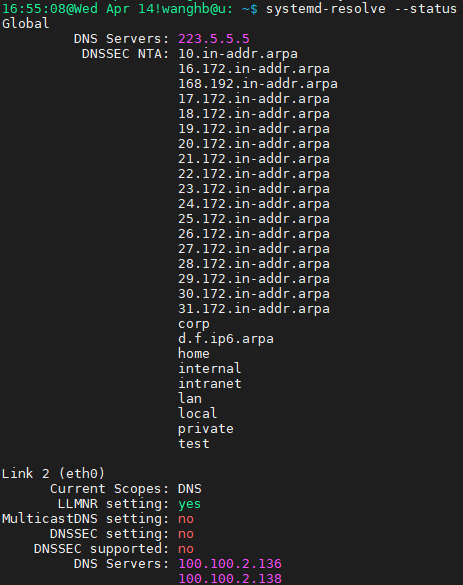 16:55:08@Wed Apr 14!wanghb@u: ~$ systemd-resolve --status
Global
DNS Servers: 223.5.5.5
DNSSEC NTA: 10.in-addr.arpa
16.172.in-addr.arpa
168.192.in-addr.arpa
17.172.in-addr.arpa
18.172.in-addr.arpa
19.172.in-addr.arpa
20.172.in-addr.arpa
21.172.in-addr.arpa
22.172.in-addr.arpa
23.172.in-addr.arpa
24.172.in-addr.arpa
25.172.in-addr.arpa
26.172.in-addr.arpa
27.172.in-addr.arpa
28.172.in-addr.arpa
29.172.in-addr.arpa
30.172.in-addr.arpa
31.172.in-addr.arpa
corp
d.f.ip6.arpa
home
internal
intranet
lan
local
private
test
Link 2 (eth0)
Current Scopes: DNS
LLMNR setting: yes
MulticastDNS setting: no
DNSSEC setting: no
DNSSEC supported: no
DNS Servers: 100.100.2.136
100.100.2.138